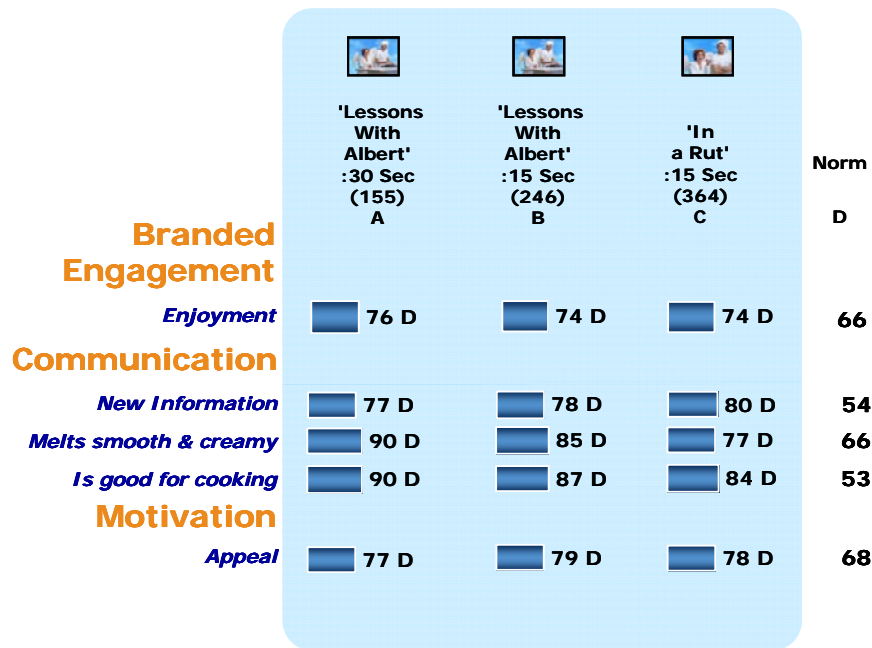 'Lessons
With
Albert'
:30 Sec
(155)
A
'Lessons
With
Albert'
:15 Sec
(246)
B
'In
a Rut'
:15 Sec
(364)
C
Norm
D
Branded
Engagement
Enjoyment 76 D 74 D 74 D 66
Communication
New Information 77 D 78 D 80 D 54
Melts smooth & creamy 90 D 85 D 77 D 66
Is good for cooking 90 D 87 D 84 D 53
Motivation
Appeal 77 D 79 D 78 D 68